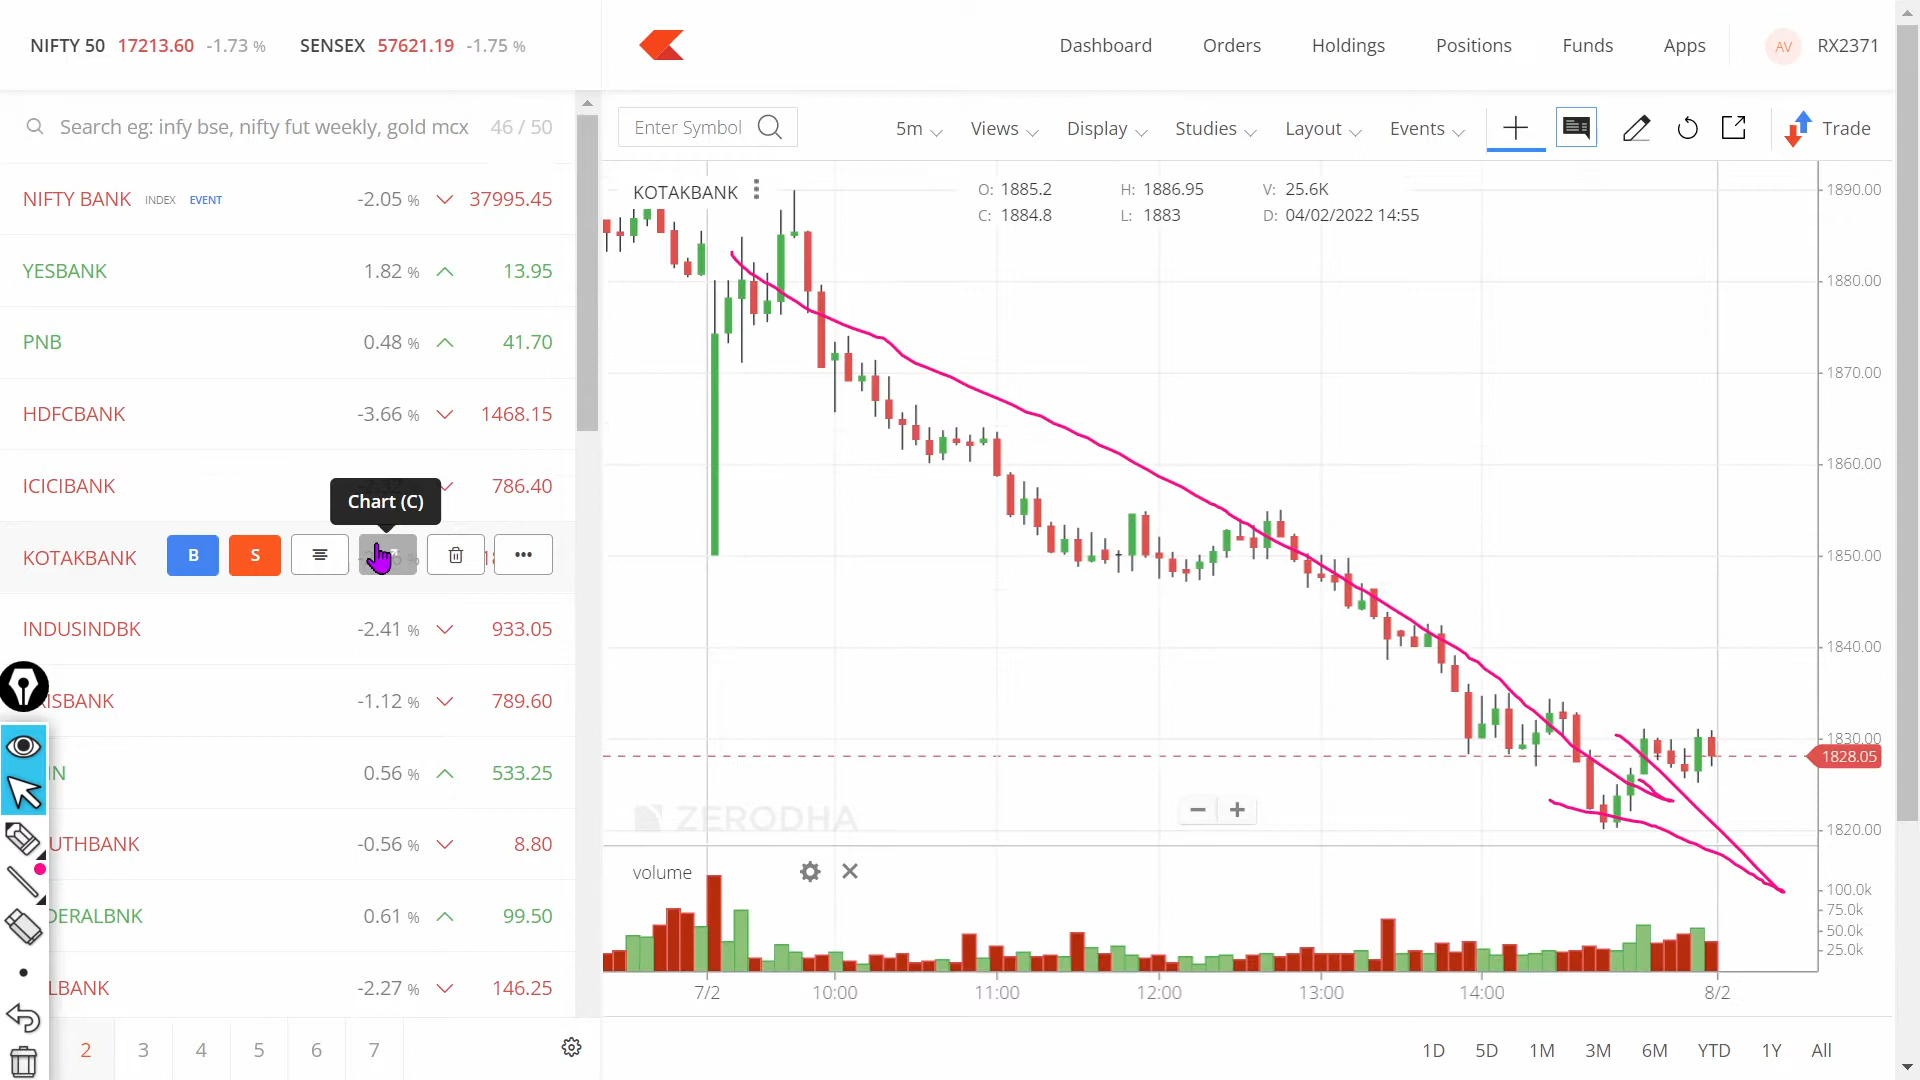 NIFTY 50 17213.60 -1.73 % SENSEX 57621.19 -1.75 %
Dashboard Orders Holdings Positions Funds Apps AV RX2371
Search eg: infy bse, nifty fut weekly, gold mcx 46 / 50
Enter Symbol 5m Views Display Studies Layout Events Trade
NIFTY BANK INDEX EVENT -2.05 % 37995.45
YESBANK 1.82 % 13.95
PNB 0.48 % 41.70
HDFCBANK -3.66 % 1468.15
ICICIBANK 786.40
Chart (C)
KOTAKBANK B S
INDUSINDBK -2.41 % 933.05
ISBANK -1.12 % 789.60
N 0.56 % 533.25
UTHBANK -0.56 % 8.80
DERALBNK 0.61 % 99.50
LBANK -2.27 % 146.25
2 3 4 5 6 7
KOTAKBANK
O: 1885.2 H: 1886.95 V: 25.6K
C: 1884.8 L: 1883 D: 04/02/2022 14:55
1890.00
1880.00
1870.00
1860.00
1850.00
1840.00
1830.00
1828.05
1820.00
ZERODHA
volume
100.0k
75.0k
50.0k
25.0k
7/2 10:00 11:00 12:00 13:00 14:00 8/2
1D 5D 1M 3M 6M YTD 1Y All